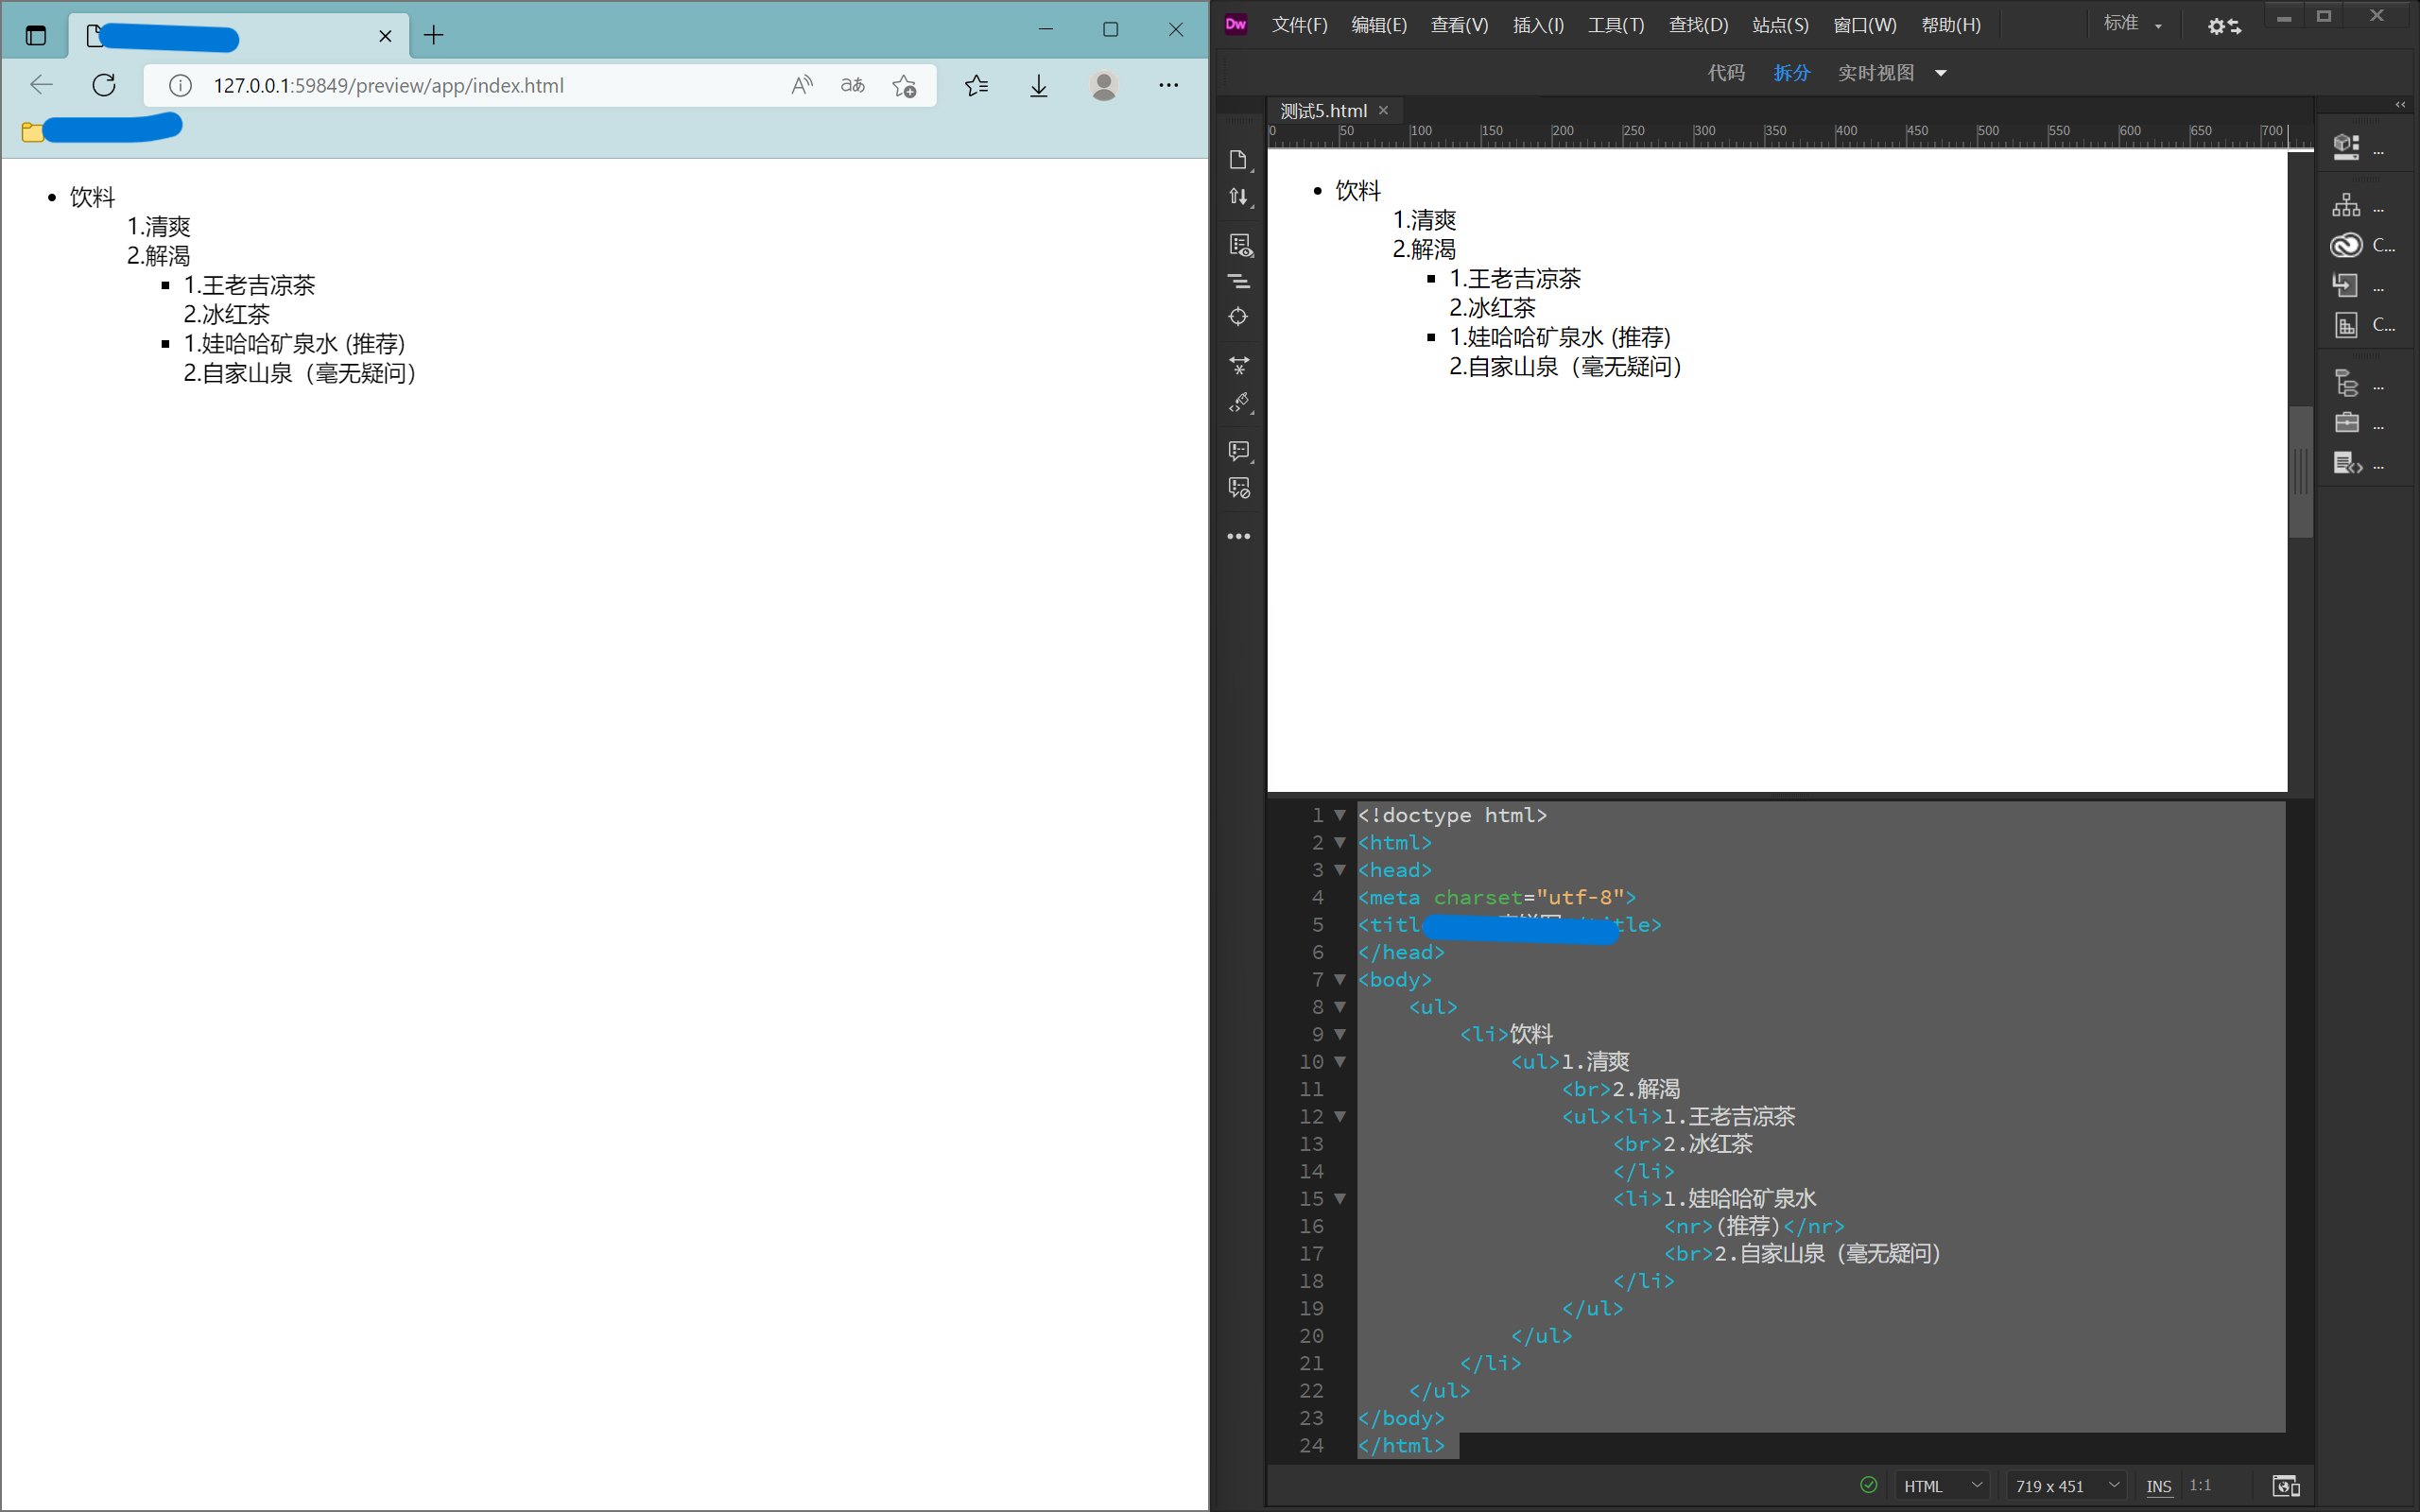 127.0.0.1:59849/preview/app/index.html
饮料
1.清爽
2.解渴
1.王老吉凉茶
2.冰红茶
1.娃哈哈矿泉水 (推荐)
2.自家山泉（毫无疑问）
Dw 文件(F) 编辑(E) 查看(V) 插入(I) 工具(T) 查找(D) 站点(S) 窗口(W) 帮助(H) 标准
代码 拆分 实时视图
测试5.html
0 50 100 150 200 250 300 350 400 450 500 550 600 650 700
饮料
1.清爽
2.解渴
1.王老吉凉茶
2.冰红茶
1.娃哈哈矿泉水 (推荐)
2.自家山泉（毫无疑问）
...
...
C...
...
C...
...
...
...
1 <!doctype html>
2 <html>
3 <head>
4 <meta charset="utf-8">
5 <titl tle>
6 </head>
7 <body>
8 <ul>
9 <li>饮料
10 <ul>1.清爽
11 <br>2.解渴
12 <ul><li>1.王老吉凉茶
13 <br>2.冰红茶
14 </li>
15 <li>1.娃哈哈矿泉水
16 <nr>(推荐)</nr>
17 <br>2.自家山泉（毫无疑问）
18 </li>
19 </ul>
20 </ul>
21 </li>
22 </ul>
23 </body>
24 </html>
HTML 719 x 451 INS 1:1